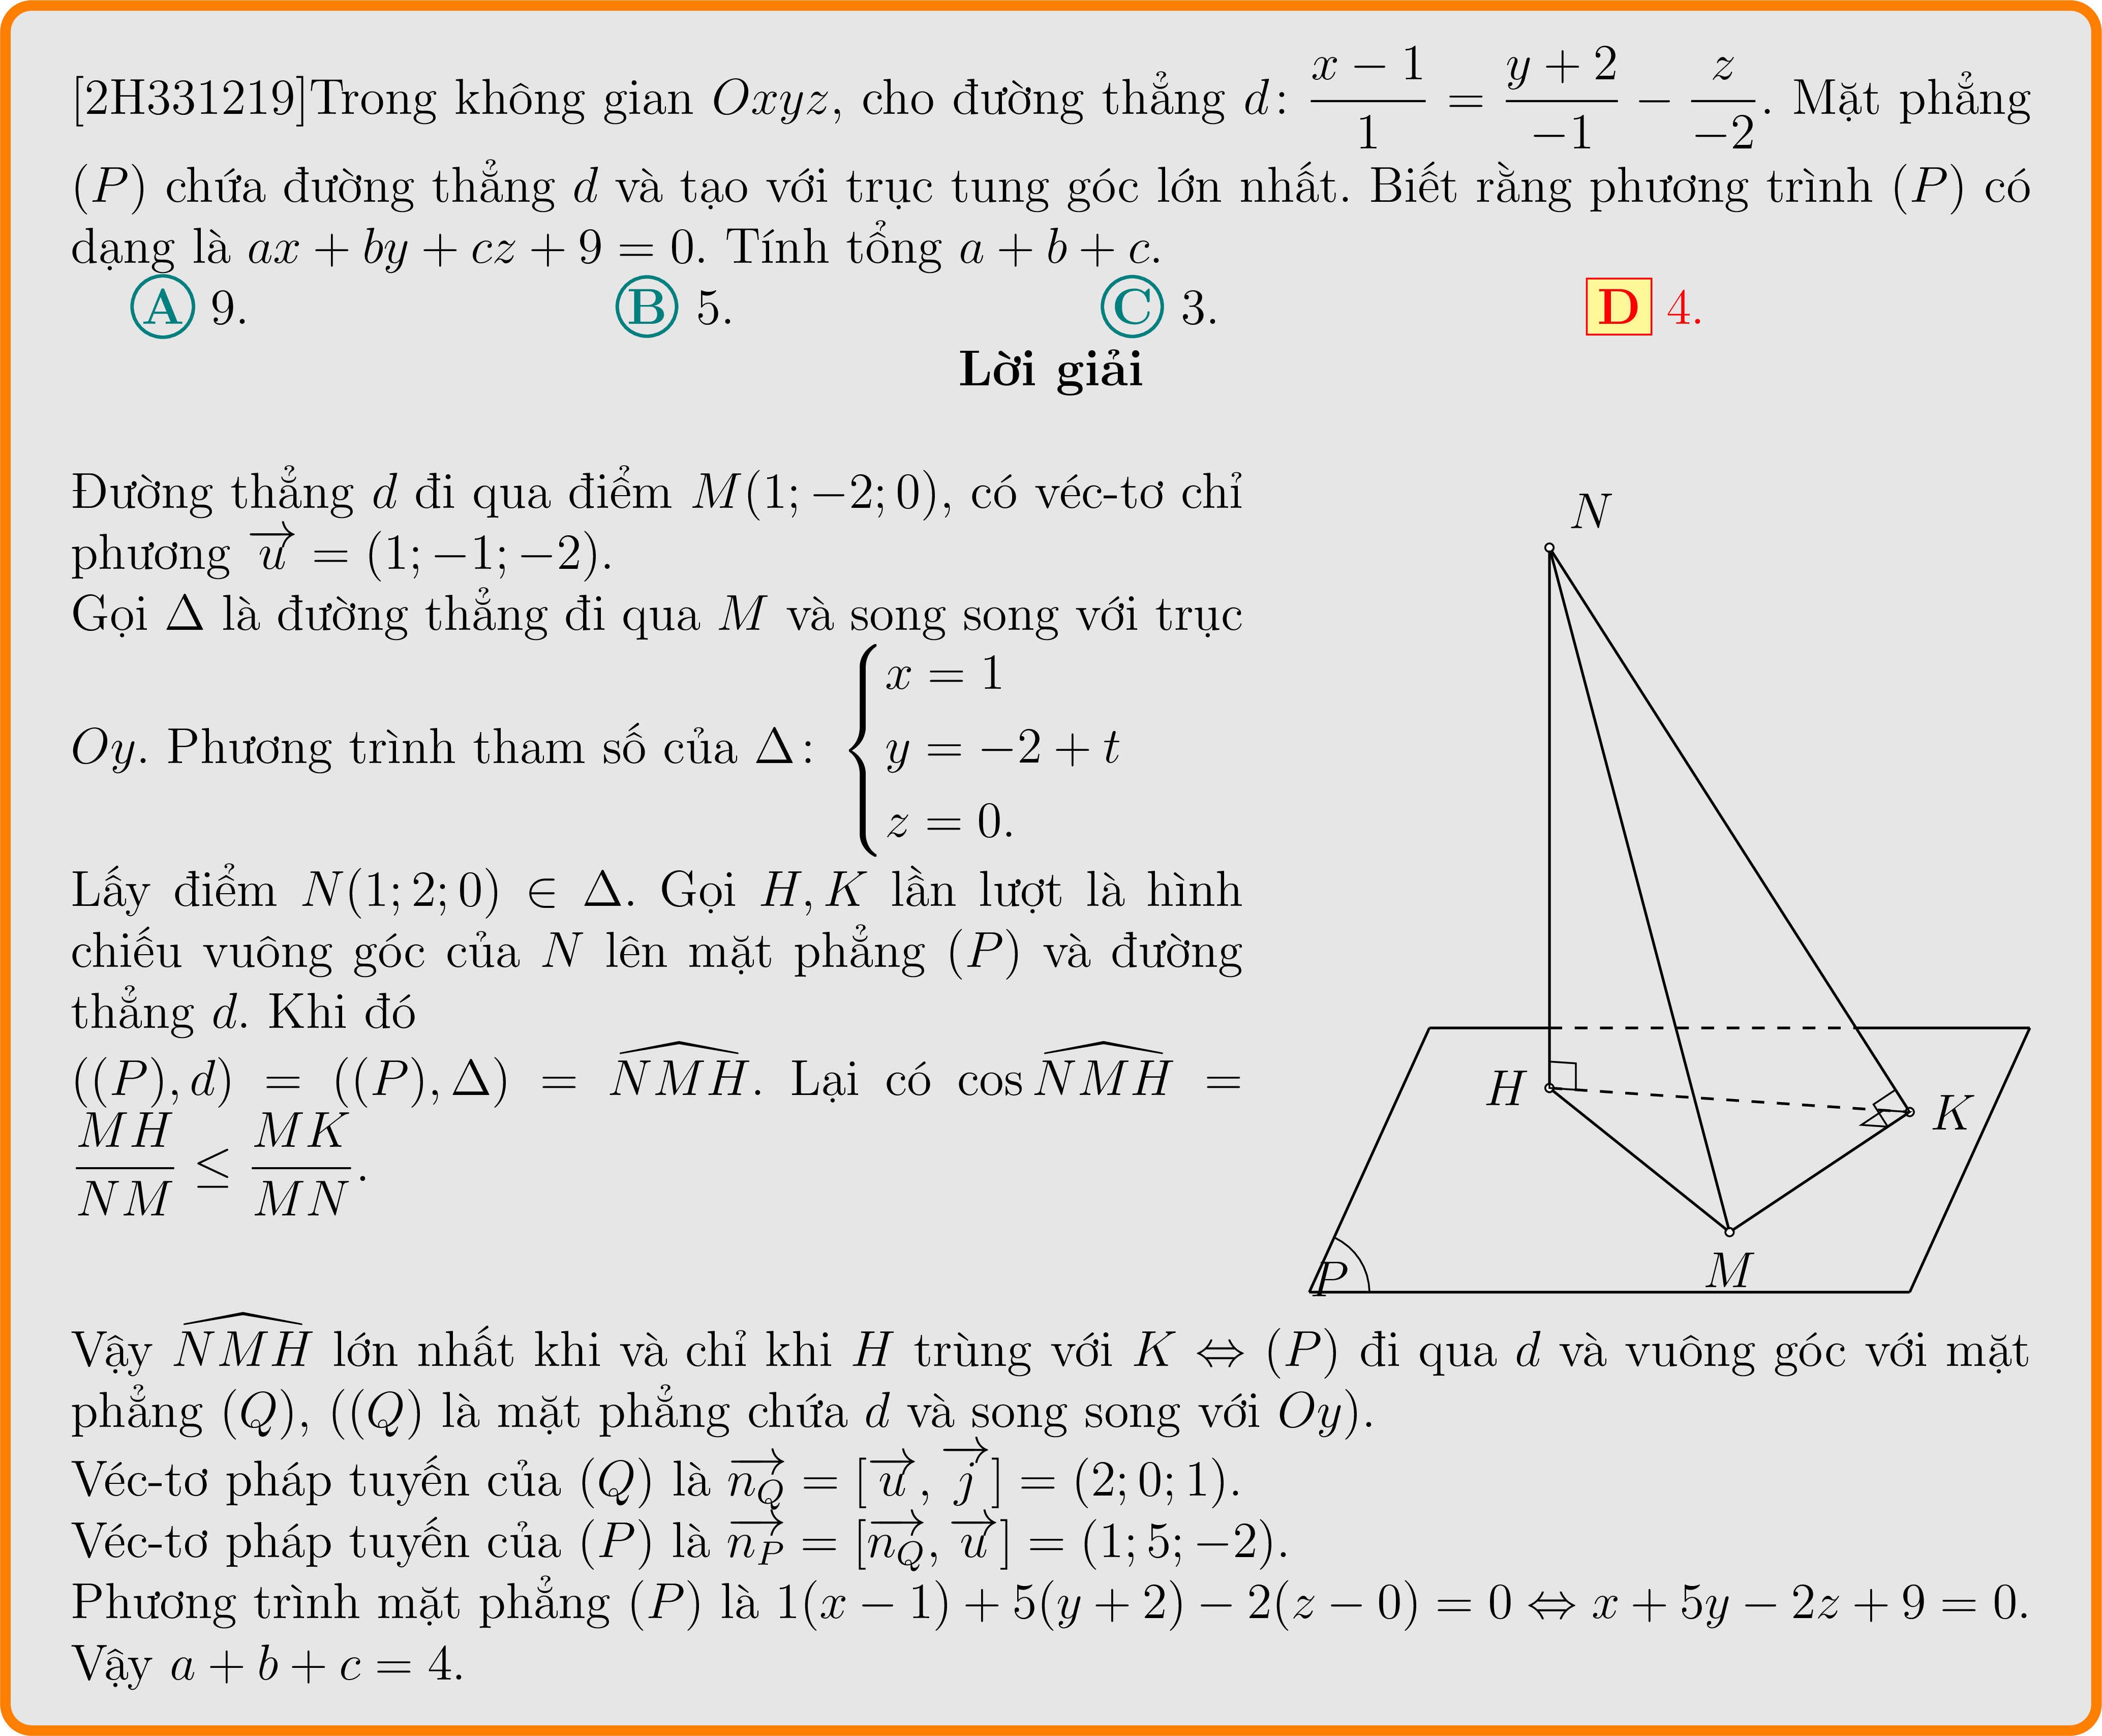 [2H331219]Trong không gian Oxyz, cho đường thẳng d: \frac{x − 1}{1} = \frac{y + 2}{−1} − \frac{z}{−2}. Mặt phẳng
(P) chứa đường thẳng d và tạo với trục tung góc lớn nhất. Biết rằng phương trình (P) có
dạng là ax + by + cz + 9 = 0. Tính tổng a + b + c.
A 9. B 5. C 3. D 4.
Lời giải
Đường thẳng d đi qua điểm M(1; −2; 0), có véc-tơ chỉ
phương \overrightarrow{u} = (1; −1; −2).
Gọi Δ là đường thẳng đi qua M và song song với trục
Oy. Phương trình tham số của Δ: \begin{cases} x = 1 \\ y = −2 + t \\ z = 0. \end{cases}
Lấy điểm N(1; 2; 0) ∈ Δ. Gọi H, K lần lượt là hình
chiếu vuông góc của N lên mặt phẳng (P) và đường
thẳng d. Khi đó
((P), d) = ((P), Δ) = \widehat{NMH}. Lại có cos \widehat{NMH} =
\frac{MH}{NM} ≤ \frac{MK}{MN}.
N
H
K
M
P
Vậy \widehat{NMH} lớn nhất khi và chỉ khi H trùng với K ⇔ (P) đi qua d và vuông góc với mặt
phẳng (Q), ((Q) là mặt phẳng chứa d và song song với Oy).
Véc-tơ pháp tuyến của (Q) là \overrightarrow{n_Q} = [\overrightarrow{u}, \overrightarrow{j}] = (2; 0; 1).
Véc-tơ pháp tuyến của (P) là \overrightarrow{n_P} = [\overrightarrow{n_Q}, \overrightarrow{u}] = (1; 5; −2).
Phương trình mặt phẳng (P) là 1(x − 1) + 5(y + 2) − 2(z − 0) = 0 ⇔ x + 5y − 2z + 9 = 0.
Vậy a + b + c = 4.